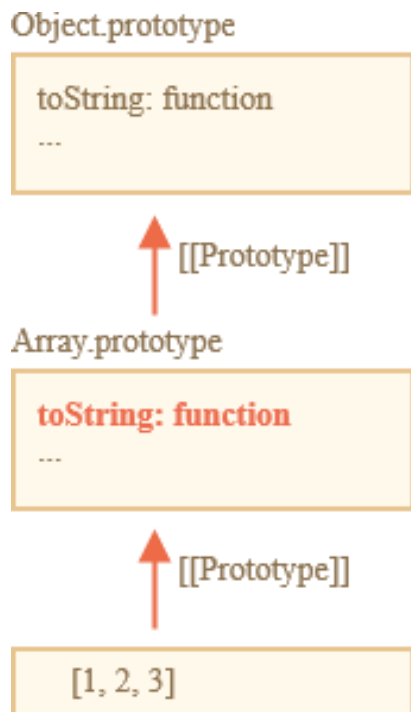 Object.prototype
toString: function
...
[[Prototype]]
Array.prototype
toString: function
...
[[Prototype]]
[1, 2, 3]